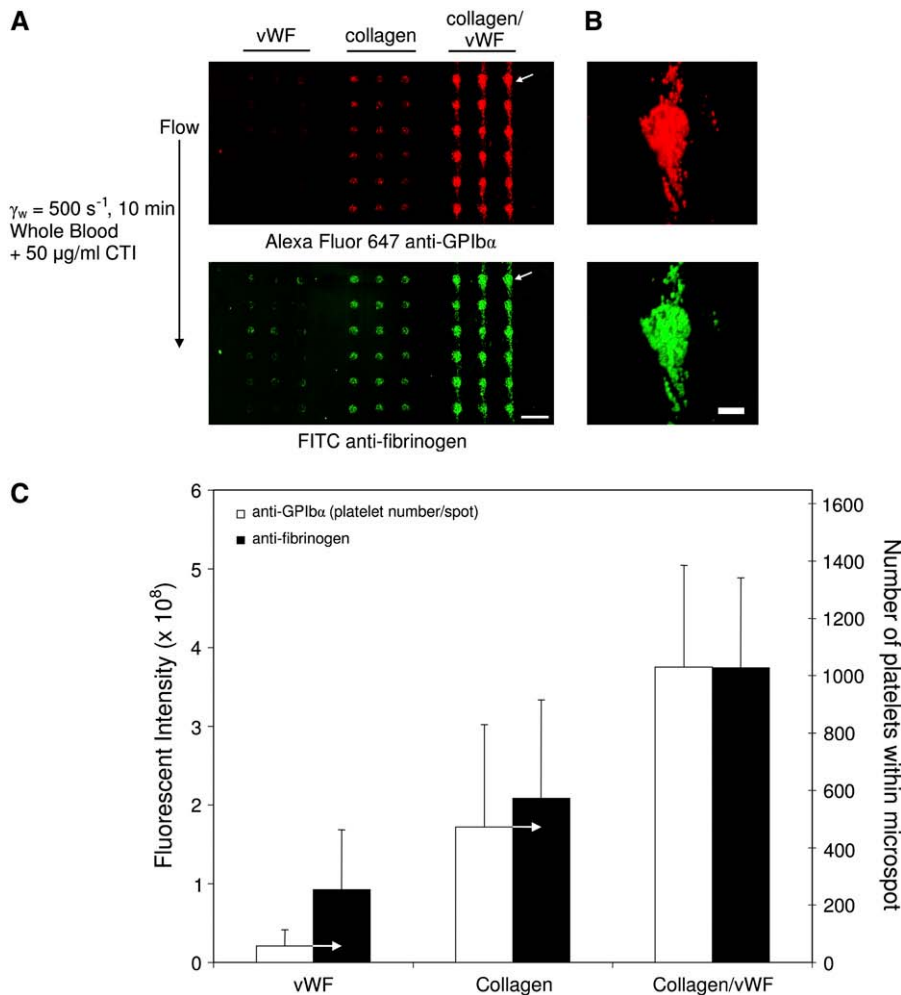 A
B
vWF
collagen
collagen/
vWF
Flow
γw = 500 s⁻¹, 10 min
Whole Blood
+ 50 µg/ml CTI
Alexa Fluor 647 anti-GPIbα
FITC anti-fibrinogen
C
anti-GPIbα (platelet number/spot)
anti-fibrinogen
Fluorescent Intensity (x 10⁸)
6
5
4
3
2
1
0
Number of platelets within microspot
1600
1400
1200
1000
800
600
400
200
0
vWF
Collagen
Collagen/vWF